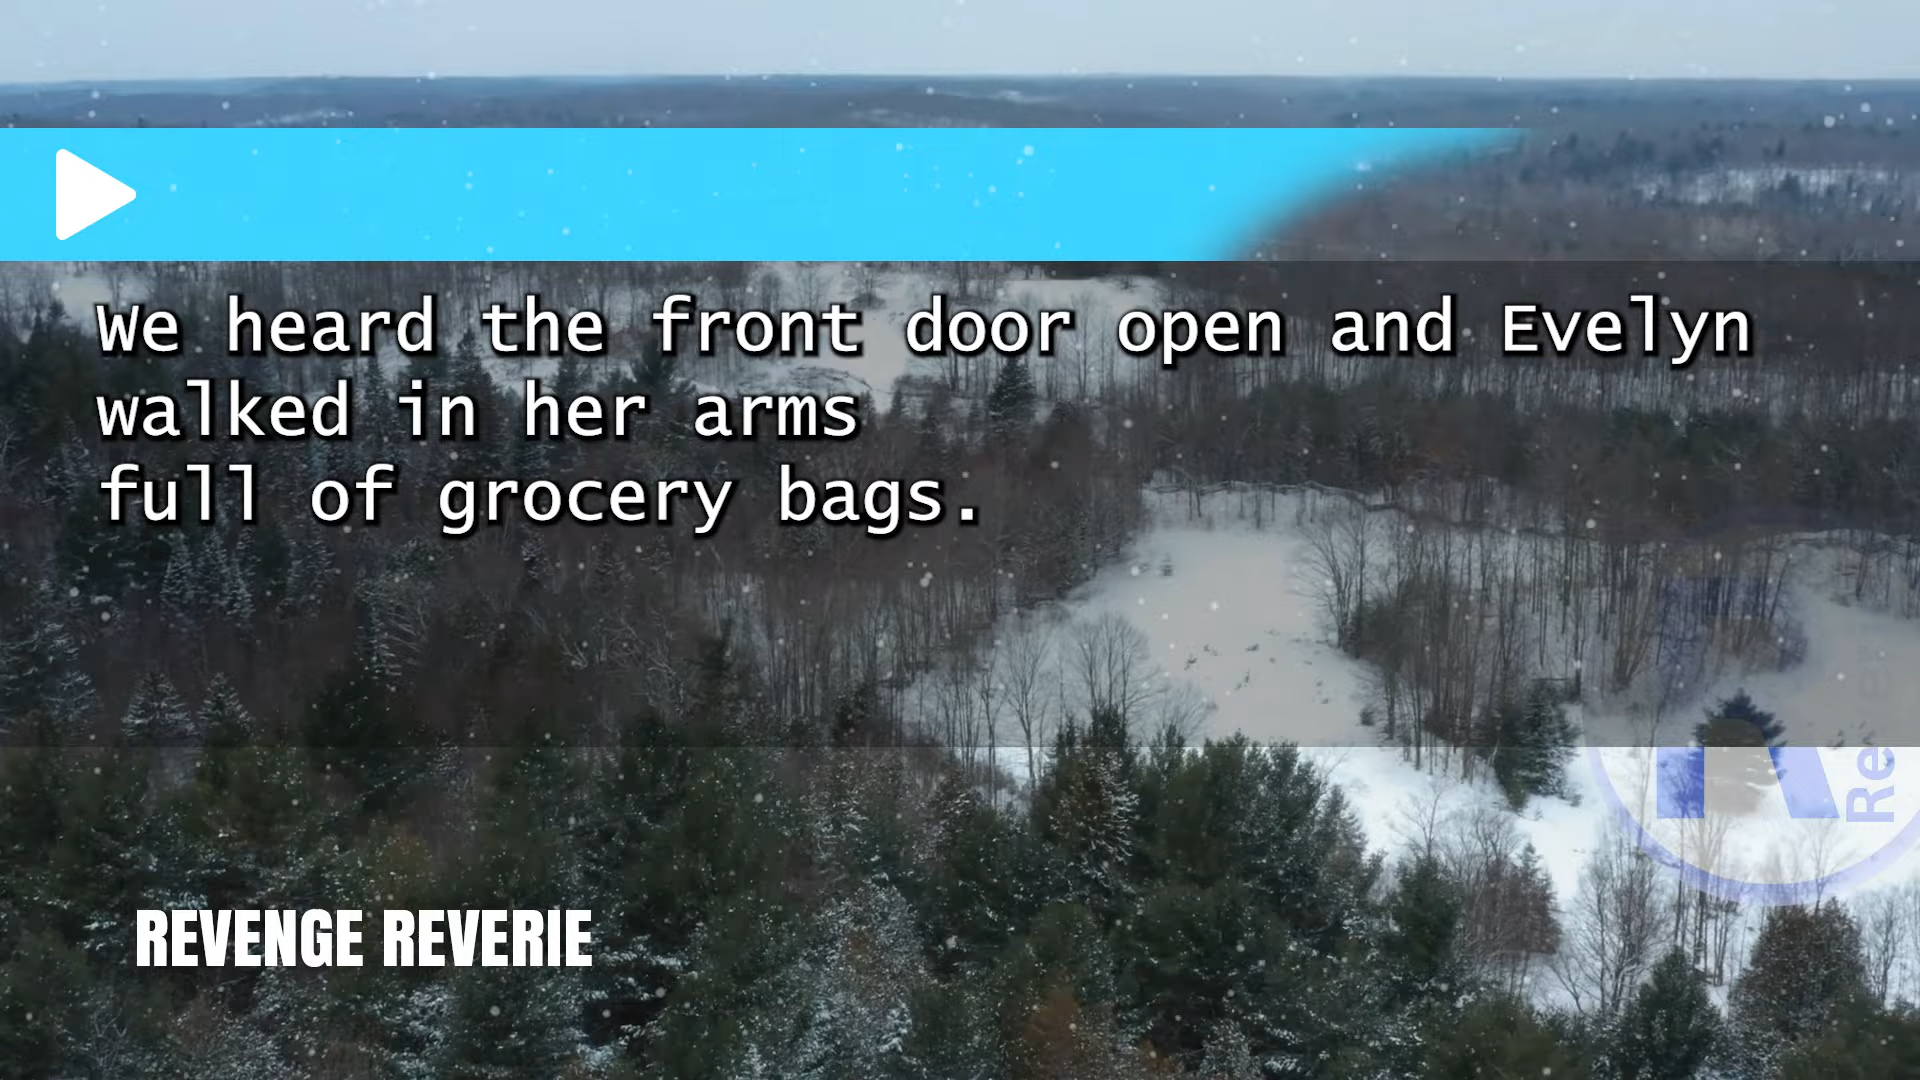 We heard the front door open and Evelyn
walked in her arms
full of grocery bags.
REVENGE REVERIE